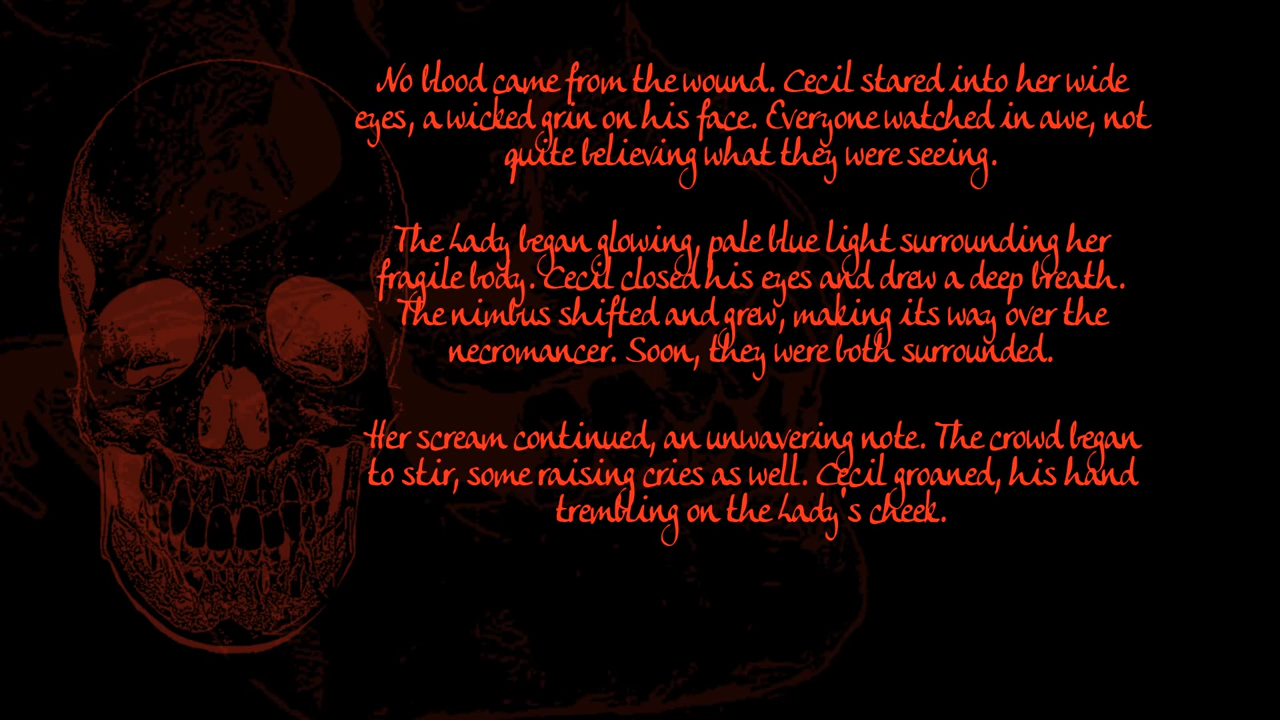 No blood came from the wound. Cecil stared into her wide
eyes, a wicked grin on his face. Everyone watched in awe, not
quite believing what they were seeing.
The Lady began glowing, pale blue light surrounding her
fragile body. Cecil closed his eyes and drew a deep breath.
The nimbus shifted and grew, making its way over the
necromancer. Soon, they were both surrounded.
Her scream continued, an unwavering note. The crowd began
to stir, some raising cries as well. Cecil groaned, his hand
trembling on the Lady's cheek.